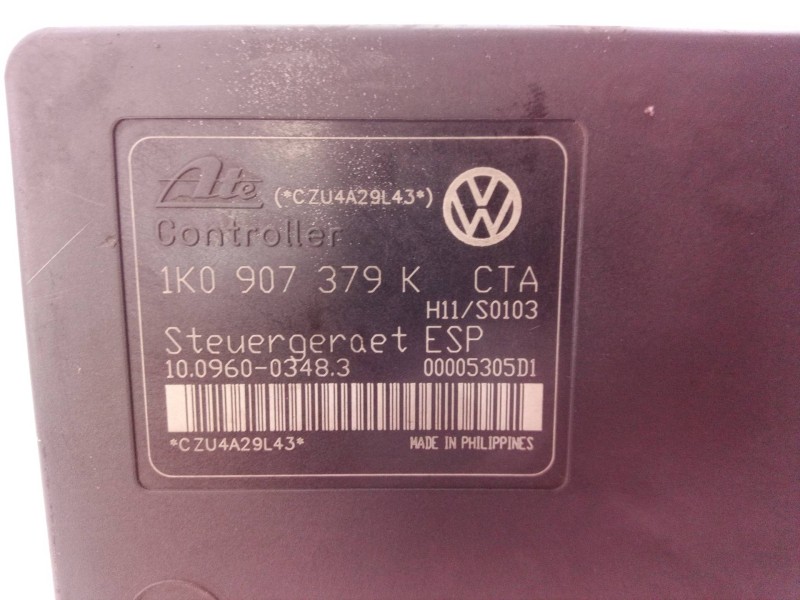 Ate (*CZU4A29L43*)
Controller
1K0 907 379 K CTA
H11/S0103
Steuergeraet ESP
10.0960-0348.3 00005305D1
*CZU4A29L43* MADE IN PHILIPPINES